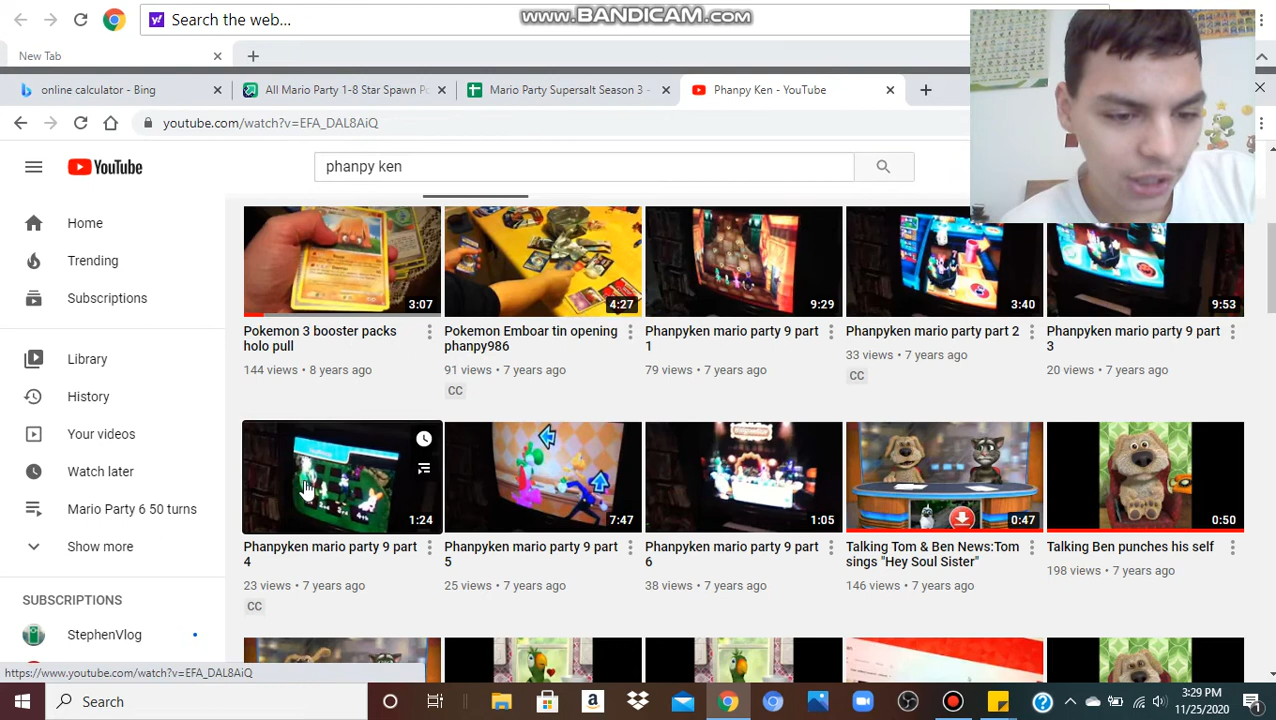 Search the web...
www.BANDICAM.com
New Tab
online calculator - Bing
All Mario Party 1-8 Star Spawn Po
Mario Party Supersalt Season 3 -
Phanpy Ken - YouTube
youtube.com/watch?v=EFA_DAL8AiQ
YouTube
phanpy ken
Home
Trending
Subscriptions
Library
History
Your videos
Watch later
Mario Party 6 50 turns
Show more
SUBSCRIPTIONS
StephenVlog
3:07
4:27
9:29
3:40
9:53
Pokemon 3 booster packs
holo pull
144 views • 8 years ago
Pokemon Emboar tin opening
phanpy986
91 views • 7 years ago
CC
Phanpyken mario party 9 part
1
79 views • 7 years ago
Phanpyken mario party part 2
33 views • 7 years ago
CC
Phanpyken mario party 9 part
3
20 views • 7 years ago
1:24
7:47
1:05
0:47
0:50
Phanpyken mario party 9 part
4
23 views • 7 years ago
CC
Phanpyken mario party 9 part
5
25 views • 7 years ago
Phanpyken mario party 9 part
6
38 views • 7 years ago
Talking Tom & Ben News:Tom
sings "Hey Soul Sister"
146 views • 7 years ago
Talking Ben punches his self
198 views • 7 years ago
https://www.youtube.com/watch?v=EFA_DAL8AiQ
Search
3:29 PM
11/25/2020
1